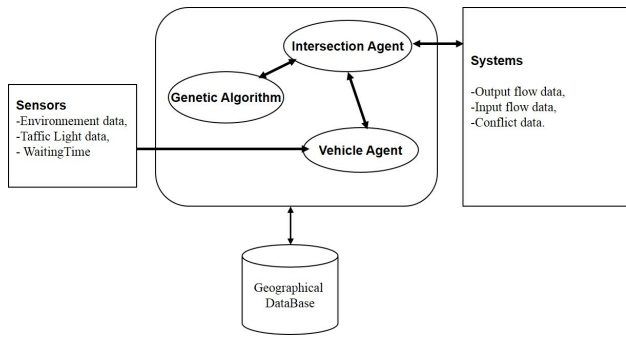 Sensors
-Environnement data,
-Taffic Light data,
- WaitingTime
Intersection Agent
Genetic Algorithm
Vehicle Agent
Systems
-Output flow data,
-Input flow data,
-Conflict data.
Geographical
DataBase